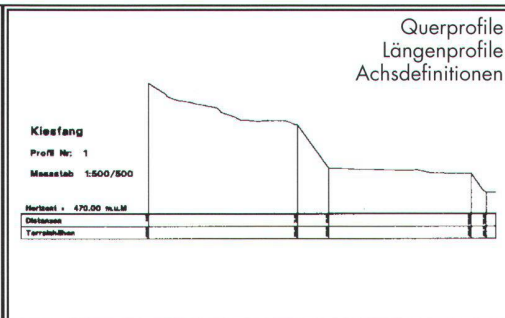 Querprofile
Längenprofile
Achsdefinitionen
Kiesfang
Profil Nr: 1
Massstab 1:500/500
Horizont : 470.00 m.u.M
Distanzen
Terrainhöhen